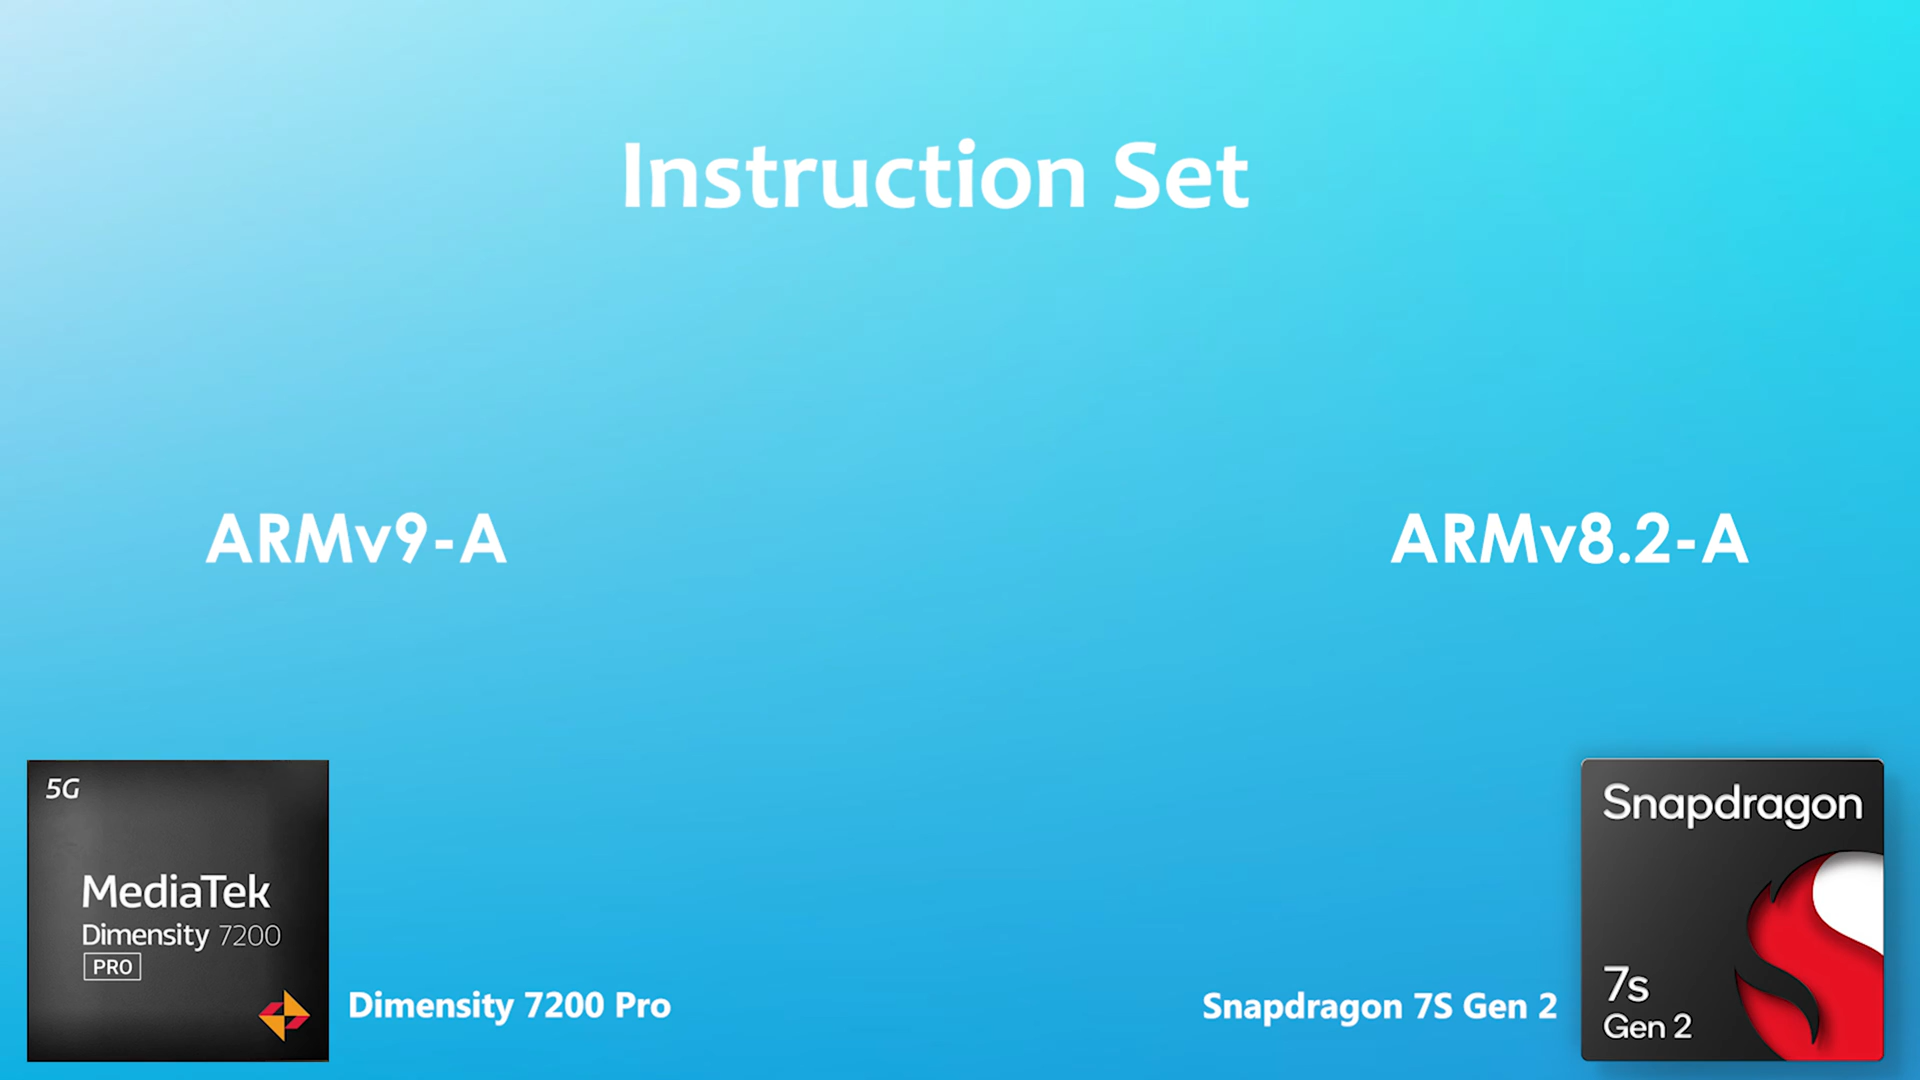 Instruction Set
ARMv9-A
ARMv8.2-A
5G
MediaTek
Dimensity 7200
PRO
Dimensity 7200 Pro
Snapdragon 7S Gen 2
Snapdragon
7s
Gen 2